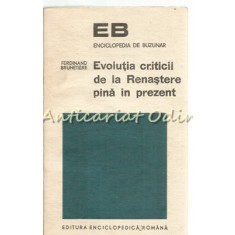 EB
ENCICLOPEDIA DE BUZUNAR
FERDINAND
BRUNETIERE
Evoluția criticii
de la Renaștere
pînă în prezent
Anticariat Odin
EDITURA ENCICLOPEDICĂ ROMÂNĂ